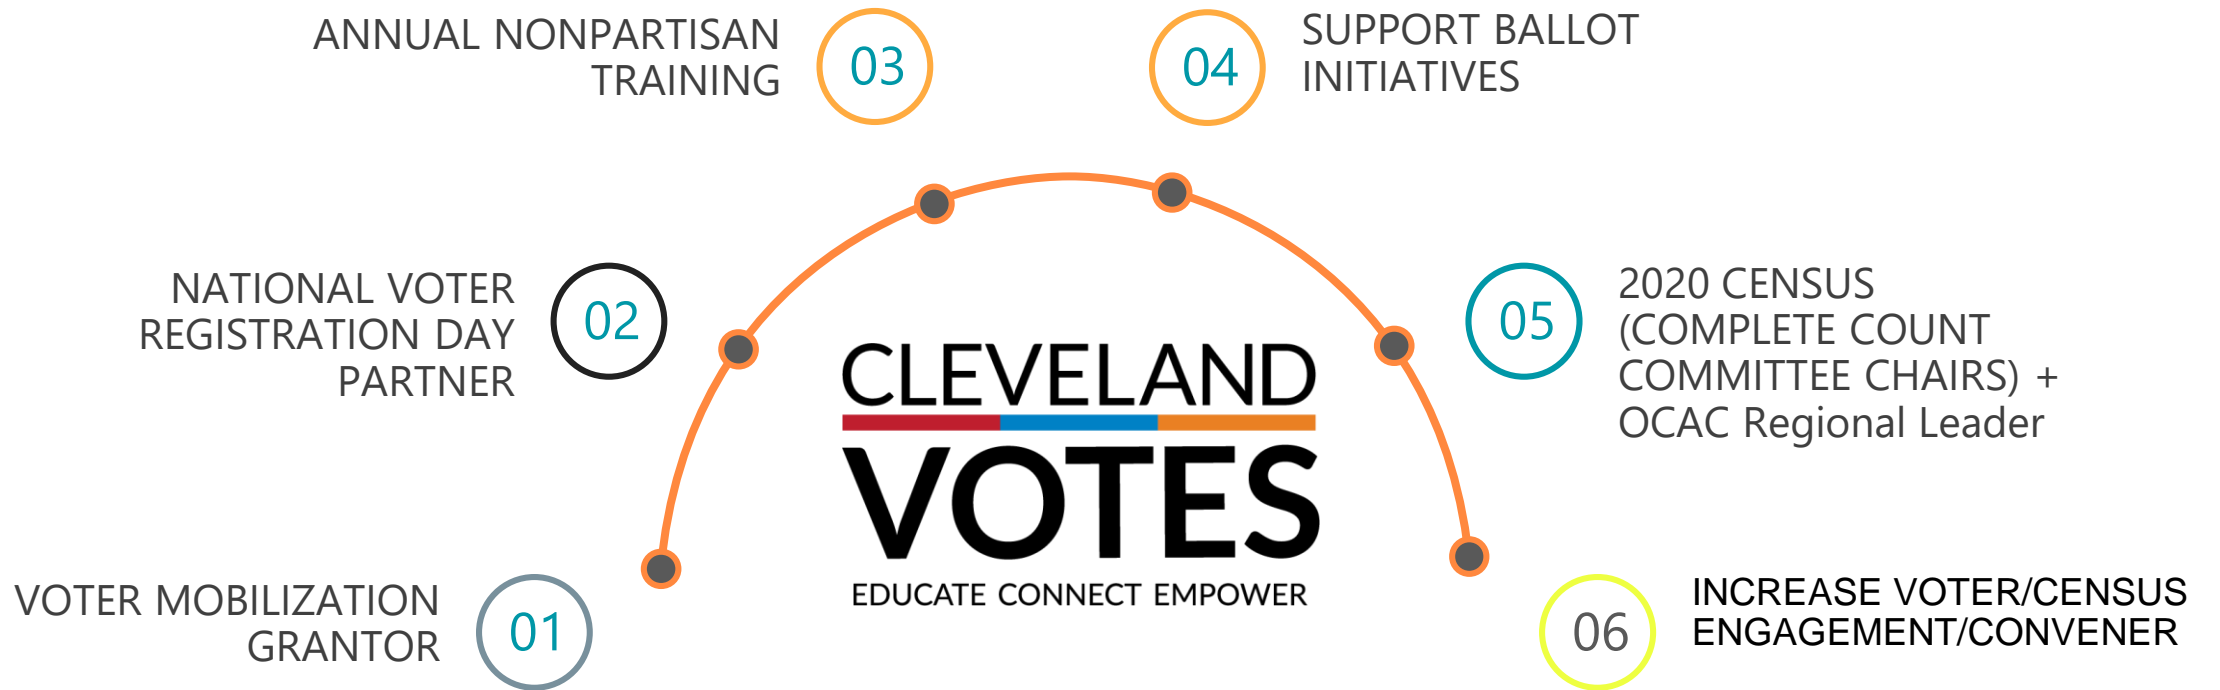 VOTER MOBILIZATION
GRANTOR
01
NATIONAL VOTER
REGISTRATION DAY
PARTNER
02
ANNUAL NONPARTISAN
TRAINING
03
04
SUPPORT BALLOT
INITIATIVES
05
2020 CENSUS
(COMPLETE COUNT
COMMITTEE CHAIRS) +
OCAC Regional Leader
06
INCREASE VOTER/CENSUS
ENGAGEMENT/CONVENER
CLEVELAND
VOTES
EDUCATE CONNECT EMPOWER